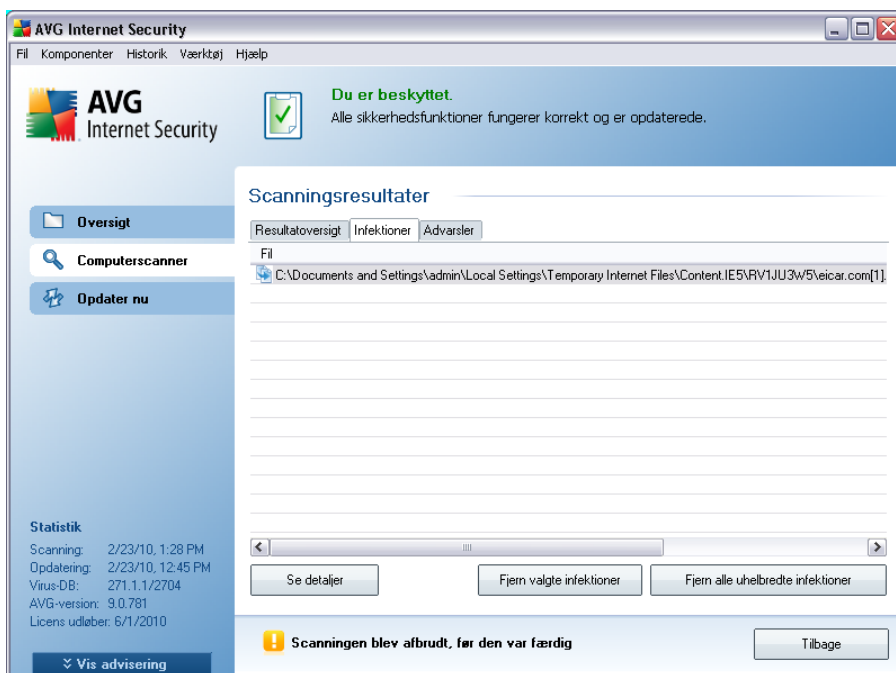 AVG Internet Security
Fil Komponenter Historik Værktøj Hjælp
AVG
Internet Security
Du er beskyttet.
Alle sikkerhedsfunktioner fungerer korrekt og er opdaterede.
Oversigt
Computerscanner
Opdater nu
Scanningsresultater
Resultatoversigt Infektioner Advarsler
Fil
C:\Documents and Settings\admin\Local Settings\Temporary Internet Files\Content.IE5\RV1JU3W5\eicar.com[1].
Se detaljer Fjern valgte infektioner Fjern alle uhelbredte infektioner
Statistik
Scanning: 2/23/10, 1:28 PM
Opdatering: 2/23/10, 12:45 PM
Virus-DB: 271.1.1/2704
AVG-version: 9.0.781
Licens udløber: 6/1/2010
Vis advisering
Scanningen blev afbrudt, før den var færdig
Tilbage